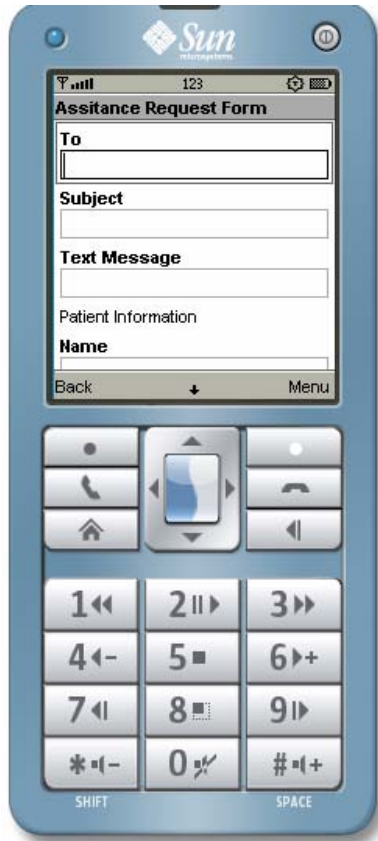 Sun
microsystems
123
Assitance Request Form
To
Subject
Text Message
Patient Information
Name
Back Menu
1 2 3
4 - 5 6 +
7 8 9
* - 0 # +
SHIFT SPACE